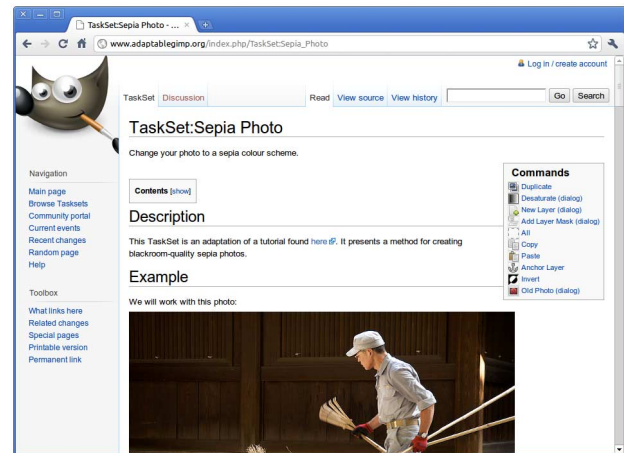 TaskSet:Sepia Photo - ...
www.adaptablegimp.org/index.php/TaskSet:Sepia_Photo
Log in / create account
TaskSet Discussion Read View source View history Go Search
TaskSet:Sepia Photo
Change your photo to a sepia colour scheme.
Contents [show]
Description
This TaskSet is an adaptation of a tutorial found here. It presents a method for creating
blackroom-quality sepia photos.
Example
We will work with this photo:
Commands
Duplicate
Desaturate (dialog)
New Layer (dialog)
Add Layer Mask (dialog)
All
Copy
Paste
Anchor Layer
Invert
Old Photo (dialog)
Navigation
Main page
Browse Tasksets
Community portal
Current events
Recent changes
Random page
Help
Toolbox
What links here
Related changes
Special pages
Printable version
Permanent link